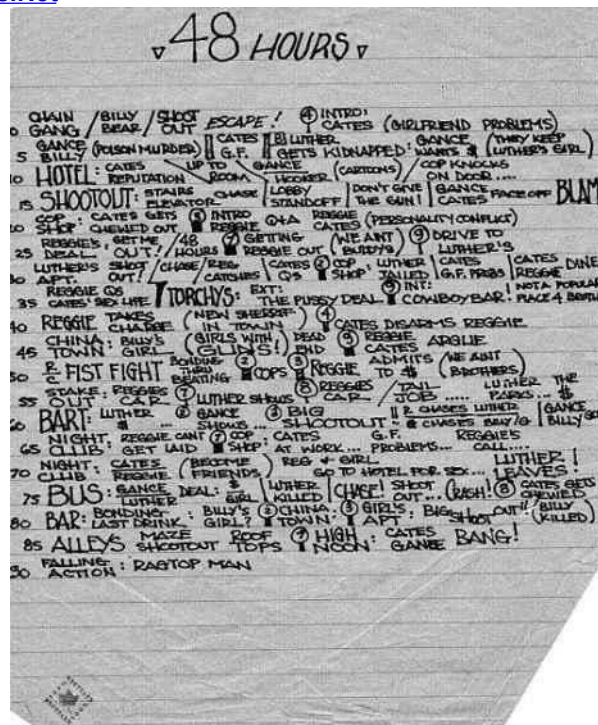 48 HOURS
CHAIN / BILLY / SHOOT ESCAPE! ④ INTRO:
0 GANG / BEAR / OUT CATES (GIRLFRIEND PROBLEMS)
GANCE (POISON MURDER) CATES LUTHER GANCE (THEY KEEP
5 BILLY G.F. GETS KIDNAPPED! WANTS $ LUTHER'S GIRL)
10 HOTEL: CATES UP TO GANCE (CARTOONS) / COP KNOCKS
REPUTATION ROOM HOOKER ON DOOR....
15 SHOOTOUT: STAIRS CHASE LOBBY DON'T GIVE GANCE FACE OFF BLAM
ELEVATOR STANDOFF THE GUN! CATES
COP : CATES GETS INTRO Q+A REGGIE (PERSONALITY CONFLICT)
20 SHOP: CHEWED OUT REGGIE CATES
REGGIE'S, GET ME /48 ⑦ GETTING (WE AIN'T ⑨ DRIVE TO
25 DEAL OUT! /HOURS REGGIE OUT BUDDY'S) LUTHER'S
LUTHER'S SHOOT /CHASE/ REGG. CATES ② COP LUTHER CATES CATES DINE
30 APT. OUT! CATCHES Q'S SHOP: JAILED G.F. PROBS REGGIE
REGGIE QS TORCHYS: EXT: INT: NOT A POPULAR
35 CATES' SEX LIFE THE PUSSY DEAL COWBOY BAR: PLACE 4
40 REGGIE TAKES (NEW SHERRIFF ④
CHARGE IN TOWN) CATES DISARMS REGGIE
CHINA: BILLY'S (GIRLS WITH DEAD REGGIE ARGUE
45 TOWN GIRL GUNS!) END CATES
50 R/C FIST FIGHT BONDING THRU BEATING ② COPS ③ REGGIE ADMITS TO $ (WE AIN'T BROTHERS)
STAKE: REGGIES ⑦ ⑧ REGGIES / TAIL LUTHER THE
55 OUT CAR LUTHER SHOWS CAR / JOB ..... PARKS... $
60 BART: LUTHER ② GANCE ③ BIG R CHASES LUTHER GANCE
$ ... SHOWS... SHOOTOUT ~ CHASES BILLY/G BILLY GO
NIGHT, REGGIE CANT ⑦ COP CATES G.F. REGGIE'S
65 CLUB: GET LAID SHOP: AT WORK... PROBLEMS... CALL....
NIGHT: CATES (BECOME REG + GIRL LUTHER!
70 CLUB REGGIE FRIENDS) GO TO HOTEL FOR SEX.... LEAVES!
75 BUS: GANCE DEAL: $ LUTHER CHASE! SHOOT (CRASH! ⑧ CATES GETS
LUTHER GIRL KILLED OUT... CHEWED
80 BAR: BONDING : BILLY'S ② CHINA: ③ GIRL'S: BIG SHOOT OUT!! (BILLY
LAST DRINK. GIRL? TOWN APT KILLED)
85 ALLEYS MAZE ROOF ⑦ HIGH : CATES BANG!
SHOOTOUT TOPS NOON GANCE
90 FALLING : RAGTOP MAN
ACTION